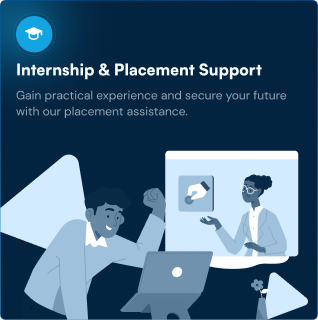 Internship & Placement Support
Gain practical experience and secure your future
with our placement assistance.